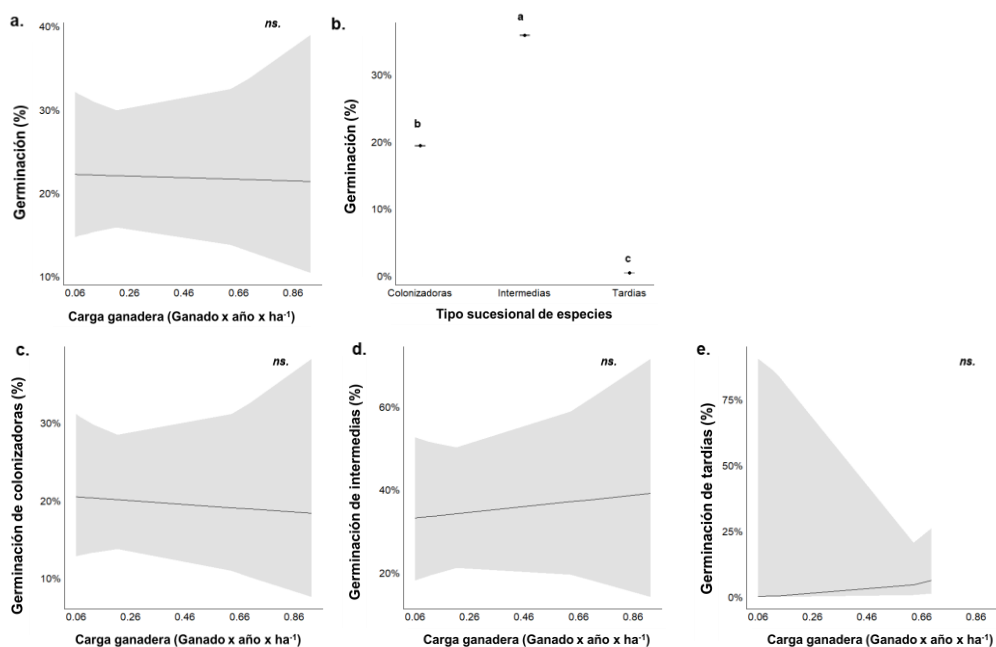 a.
ns.
40%
30%
20%
10%
Germinación (%)
0.06 0.26 0.46 0.66 0.86
Carga ganadera (Ganado x año x ha-1)
b.
a
b
c
30%
20%
10%
0%
Germinación (%)
Colonizadoras Intermedias Tardias
Tipo sucesional de especies
c.
ns.
30%
20%
10%
Germinación de colonizadoras (%)
0.06 0.26 0.46 0.66 0.86
Carga ganadera (Ganado x año x ha-1)
d.
ns.
60%
40%
20%
Germinación de intermedias (%)
0.06 0.26 0.46 0.66 0.86
Carga ganadera (Ganado x año x ha-1)
e.
ns.
75%
50%
25%
0%
Germinación de tardías (%)
0.06 0.26 0.46 0.66 0.86
Carga ganadera (Ganado x año x ha-1)